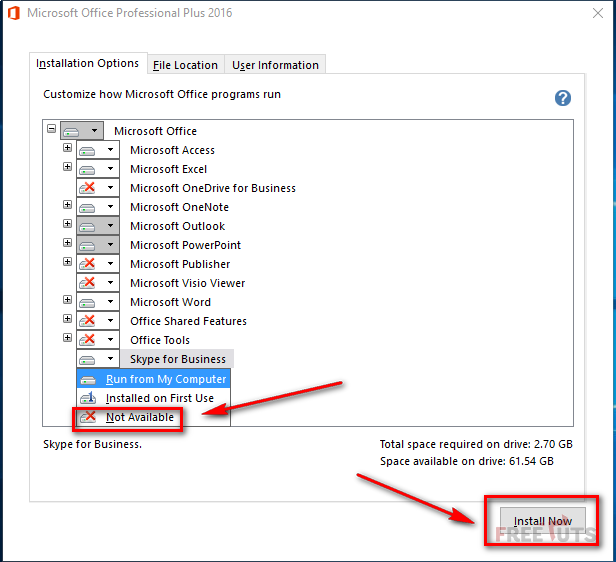 Microsoft Office Professional Plus 2016
Installation Options File Location User Information
Customize how Microsoft Office programs run
Microsoft Office
Microsoft Access
Microsoft Excel
Microsoft OneDrive for Business
Microsoft OneNote
Microsoft Outlook
Microsoft PowerPoint
Microsoft Publisher
Microsoft Visio Viewer
Microsoft Word
Office Shared Features
Office Tools
Skype for Business
Run from My Computer
Installed on First Use
Not Available
Skype for Business.
Total space required on drive: 2.70 GB
Space available on drive: 61.54 GB
Install Now
FREETUTS